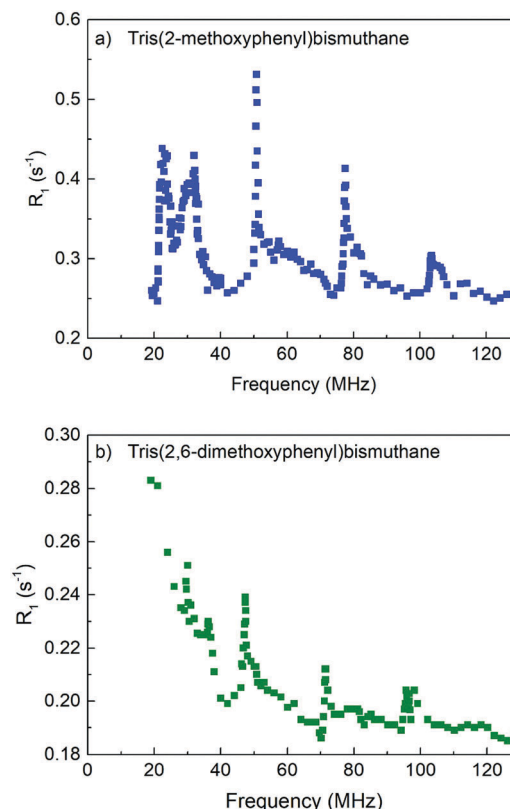 a) Tris(2-methoxyphenyl)bismuthane
0.6
0.5
0.4
0.3
0.2
R₁ (s⁻¹)
0 20 40 60 80 100 120
Frequency (MHz)
b) Tris(2,6-dimethoxyphenyl)bismuthane
0.30
0.28
0.26
0.24
0.22
0.20
0.18
R₁ (s⁻¹)
0 20 40 60 80 100 120
Frequency (MHz)